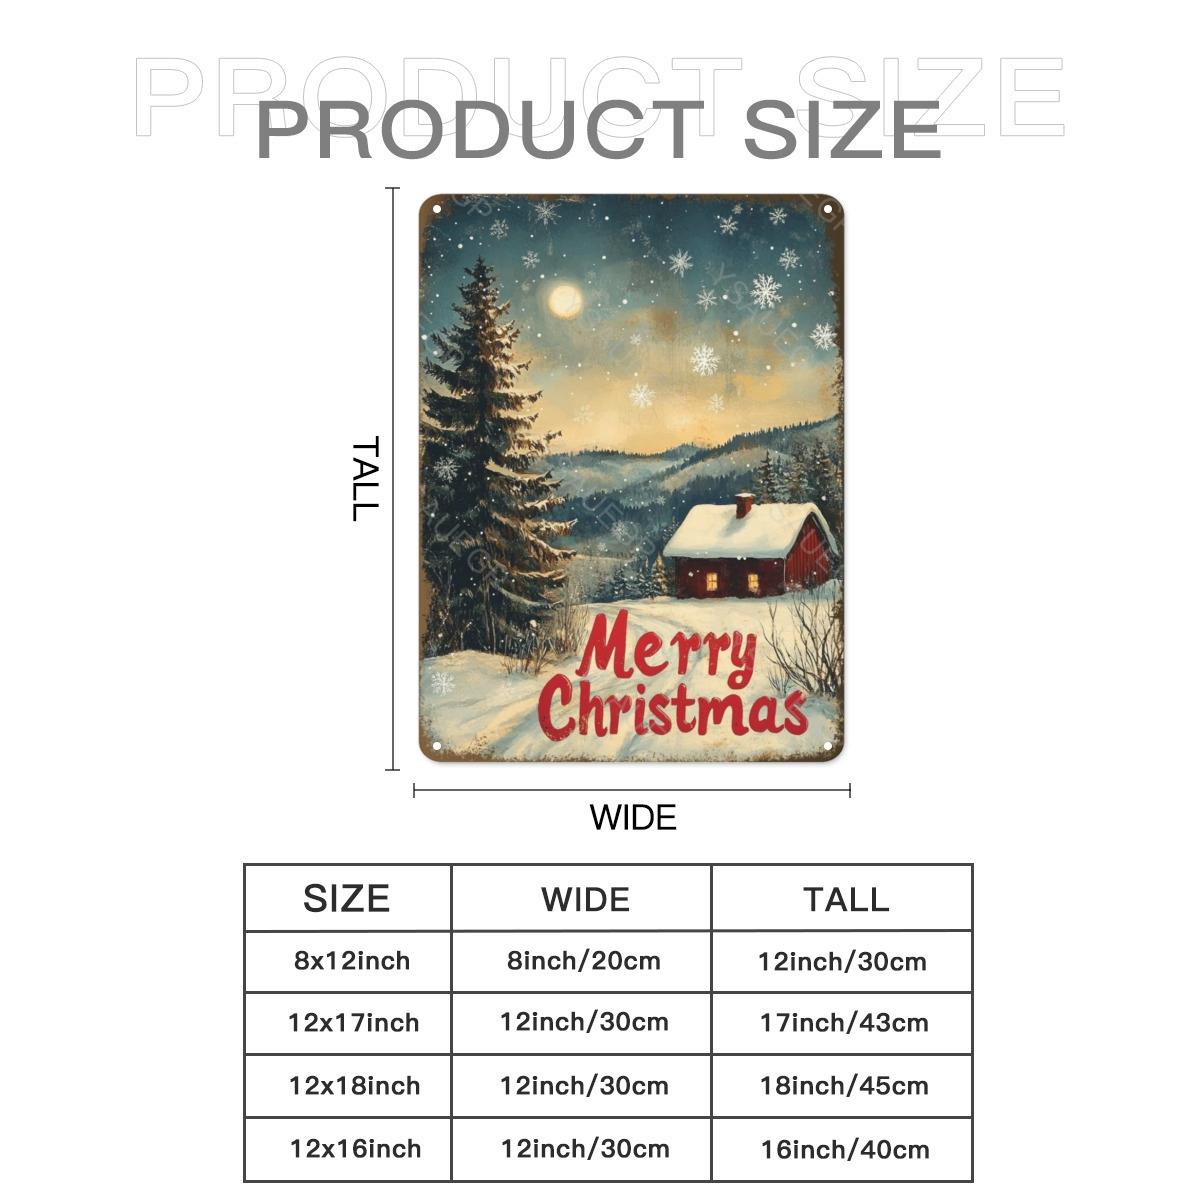 PRODUCT SIZE
PRODUCT SIZE
TALL
Merry
Christmas
WIDE
SIZE WIDE TALL
8x12inch 8inch/20cm 12inch/30cm
12x17inch 12inch/30cm 17inch/43cm
12x18inch 12inch/30cm 18inch/45cm
12x16inch 12inch/30cm 16inch/40cm